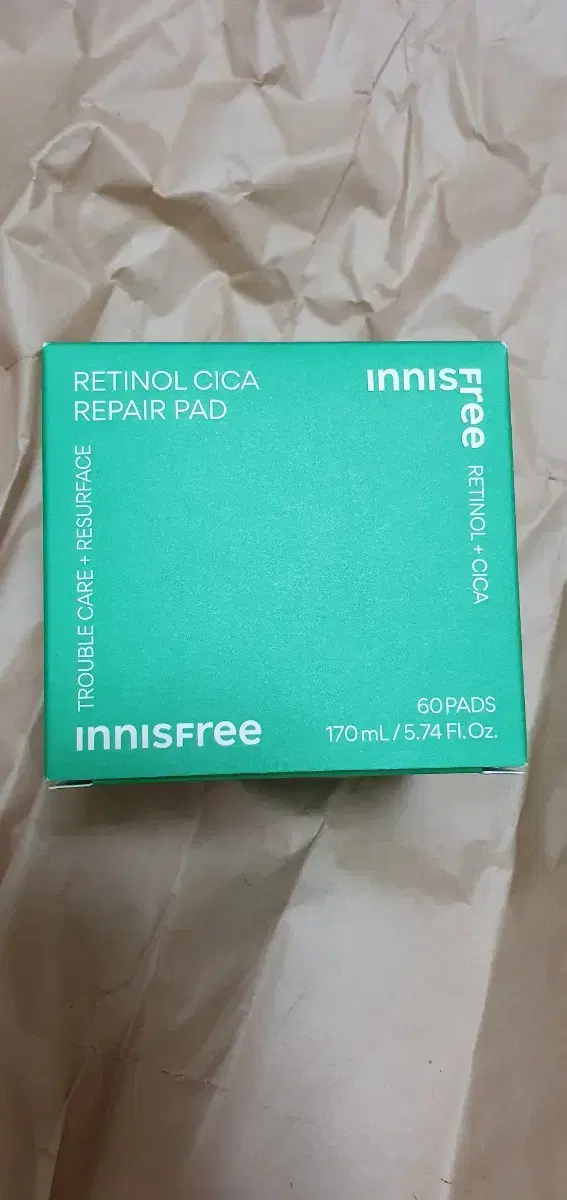 RETINOL CICA
REPAIR PAD
TROUBLE CARE + RESURFACE
innisfree
RETINOL + CICA
innisfree
60 PADS
170 mL / 5.74 Fl. Oz.